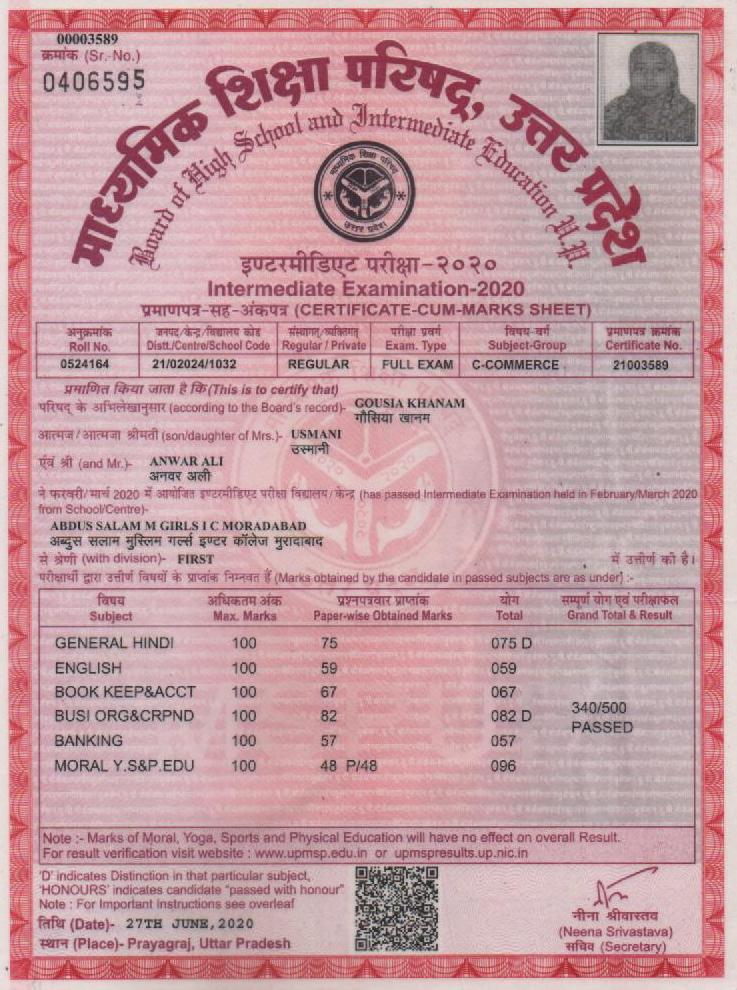 00003589
क्रमांक (Sr. No.)
0406595
माध्यमिक शिक्षा परिषद्, उत्तर प्रदेश
Board of High School and Intermediate Education U.P.
माध्यमिक शिक्षा परिषद
उत्तर प्रदेश
इण्टरमीडिएट परीक्षा-२०२०
Intermediate Examination-2020
प्रमाणपत्र-सह-अंकपत्र (CERTIFICATE-CUM-MARKS SHEET)
अनुक्रमांक जनपद/केन्द्र/विद्यालय कोड संस्थागत/व्यक्तिगत परीक्षा प्रवर्ग विषय-वर्ग प्रमाणपत्र क्रमांक
Roll No. Distt./Centre/School Code Regular / Private Exam. Type Subject-Group Certificate No.
0524164 21/02024/1032 REGULAR FULL EXAM C-COMMERCE 21003589
प्रमाणित किया जाता है कि (This is to certify that)
परिषद् के अभिलेखानुसार (according to the Board's record)- GOUSIA KHANAM
गौसिया खानम
आत्मज/आत्मजा श्रीमती (son/daughter of Mrs.)- USMANI
उस्मानी
एंव श्री (and Mr.)- ANWAR ALI
अनवर अली
ने फरवरी/मार्च 2020 में आयोजित इण्टरमीडिएट परीक्षा विद्यालय/केन्द्र (has passed Intermediate Examination held in February/March 2020
from School/Centre)-
ABDUS SALAM M GIRLS I C MORADABAD
अब्दुस सलाम मुस्लिम गर्ल्स इण्टर कॉलेज मुरादाबाद
से श्रेणी (with division)- FIRST में उत्तीर्ण की है।
परीक्षार्थी द्वारा उत्तीर्ण विषयों के प्राप्तांक निम्नवत हैं (Marks obtained by the candidate in passed subjects are as under) :-
विषय अधिकतम अंक प्रश्नपत्रवार प्राप्तांक योग सम्पूर्ण योग एवं परीक्षाफल
Subject Max. Marks Paper-wise Obtained Marks Total Grand Total & Result
GENERAL HINDI 100 75 075 D
ENGLISH 100 59 059
BOOK KEEP&ACCT 100 67 067
340/500
BUSI ORG&CRPND 100 82 082 D
PASSED
BANKING 100 57 057
MORAL Y.S&P.EDU 100 48 P/48 096
Note :- Marks of Moral, Yoga, Sports and Physical Education will have no effect on overall Result.
For result verification visit website : www.upmsp.edu.in or upmspresults.up.nic.in
'D' indicates Distinction in that particular subject,
'HONOURS' indicates candidate "passed with honour"
Note : For Important Instructions see overleaf
तिथि (Date)- 27TH JUNE,2020
स्थान (Place)- Prayagraj, Uttar Pradesh
नीना श्रीवास्तव
(Neena Srivastava)
सचिव (Secretary)